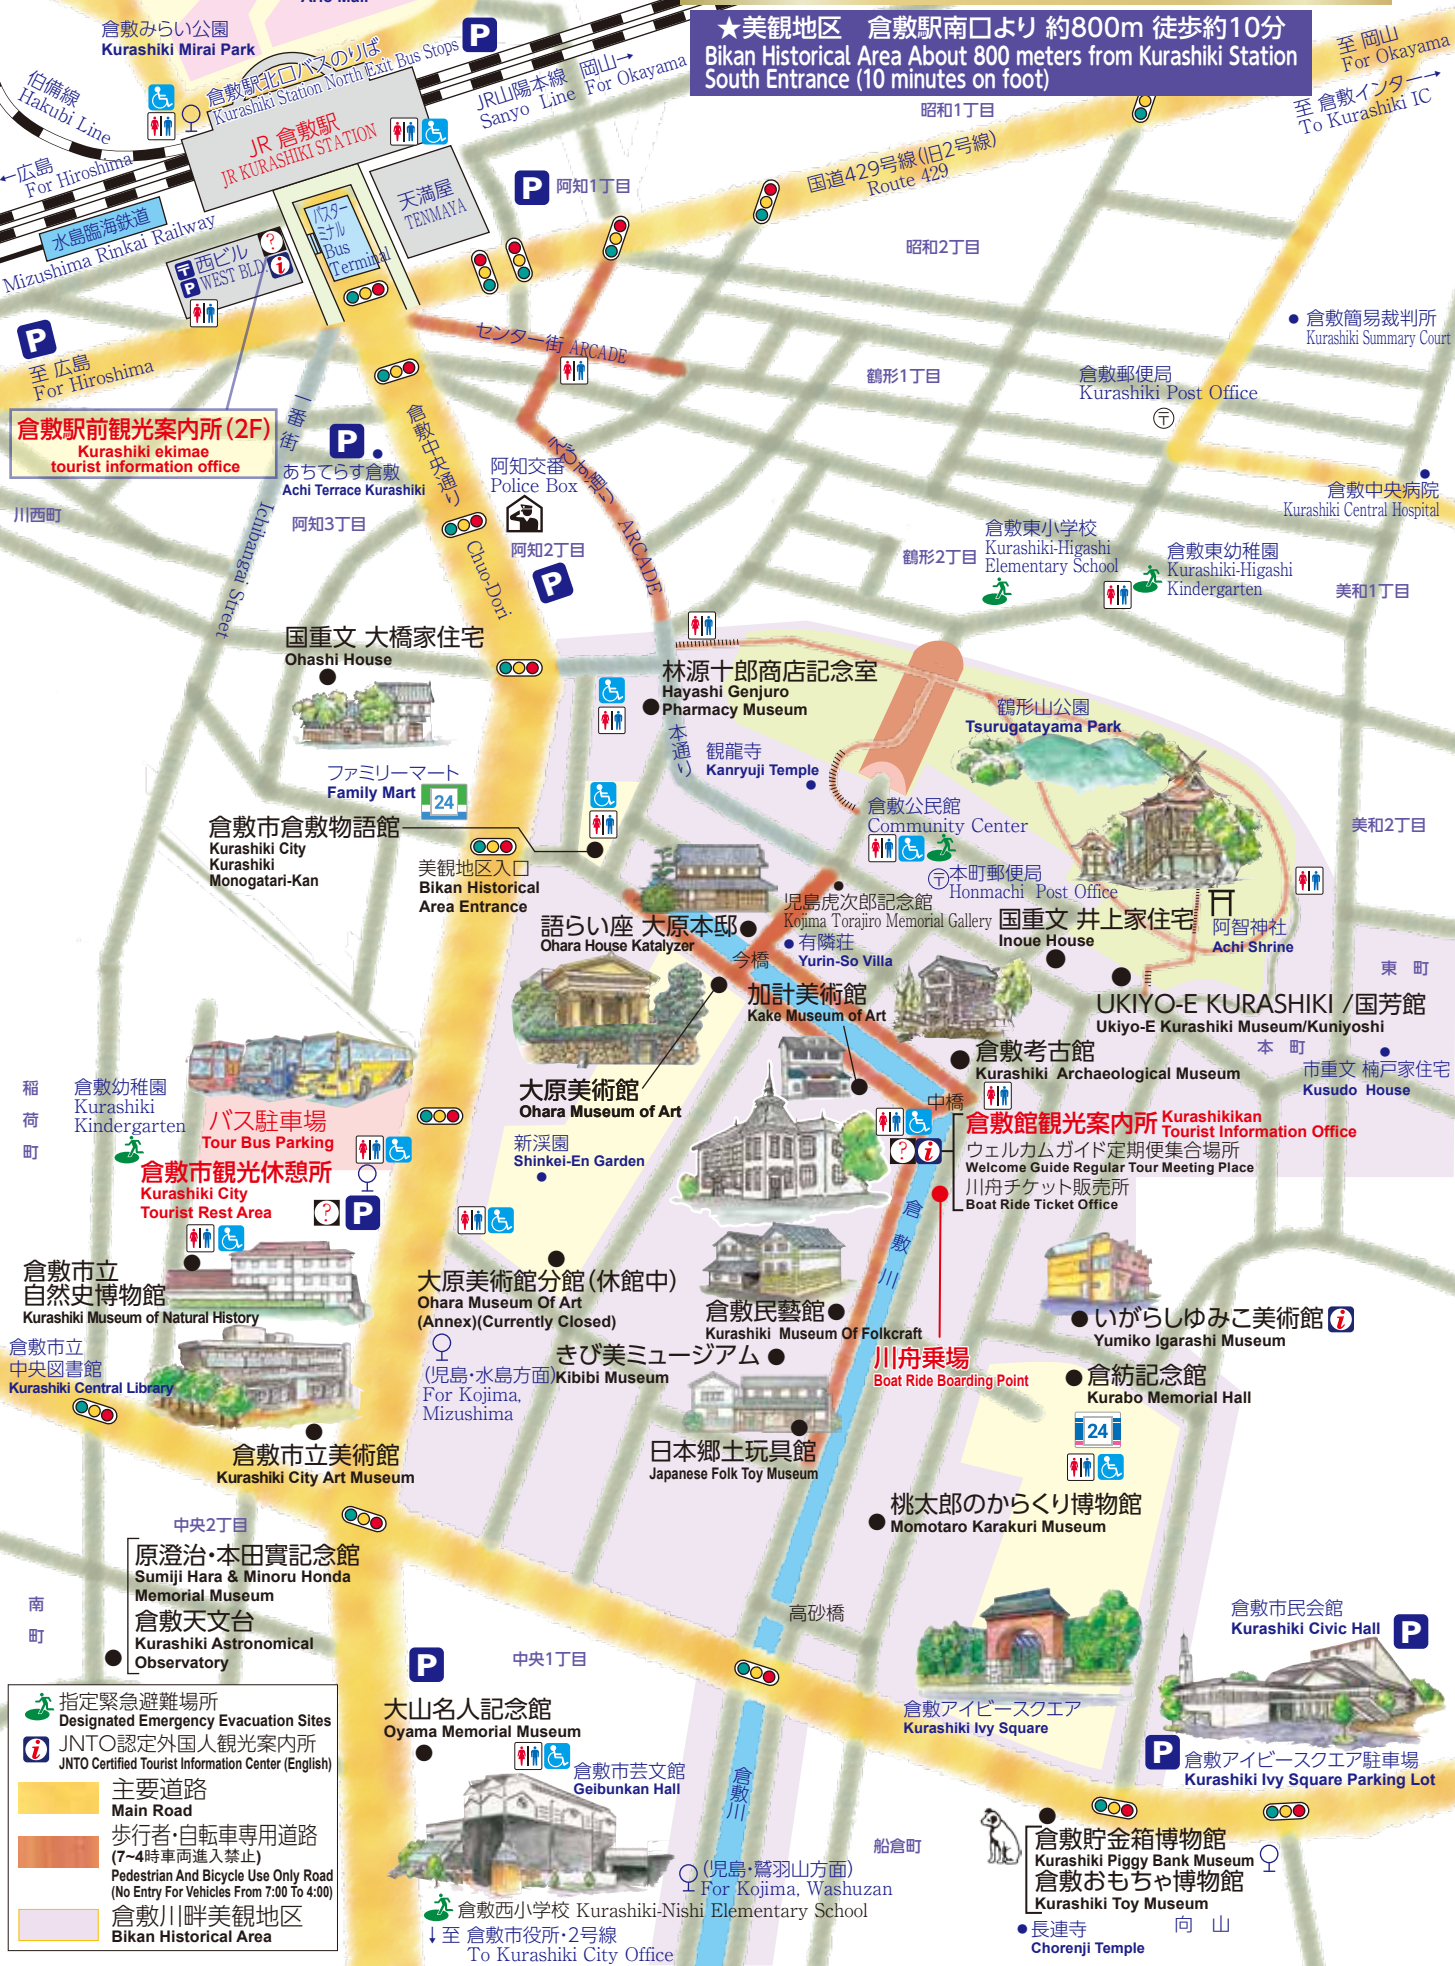 倉敷みらい公園
Kurashiki Mirai Park
★美観地区　倉敷駅南口より 約800m 徒歩約10分
Bikan Historical Area About 800 meters from Kurashiki Station
South Entrance (10 minutes on foot)
倉敷駅北口バスのりば
Kurashiki Station North Exit Bus Stops
P
伯備線
Hakubi Line
JR山陽本線 岡山→
Sanyo Line For Okayama
至 岡山
For Okayama
至 倉敷インター→
To Kurashiki IC
JR 倉敷駅
JR KURASHIKI STATION
←広島
For Hiroshima
昭和1丁目
国道429号線(旧2号線)
Route 429
天満屋
TENMAYA
P
阿知1丁目
水島臨海鉄道
Mizushima Rinkai Railway
バスター
ミナル
Bus
Terminal
西ビル
WEST BLD.
P
昭和2丁目
P
至 広島
For Hiroshima
センター街 ARCADE
倉敷簡易裁判所
Kurashiki Summary Court
鶴形1丁目
倉敷郵便局
Kurashiki Post Office
倉敷駅前観光案内所(2F)
Kurashiki ekimae
tourist information office
一番街
Ichibangai Street
P
あちてらす倉敷
Achi Terrace Kurashiki
倉敷中央通り
Chuo-Dori
阿知交番
Police Box
えびす通り ARCADE
川西町
阿知3丁目
阿知2丁目
P
倉敷中央病院
Kurashiki Central Hospital
鶴形2丁目
倉敷東小学校
Kurashiki-Higashi
Elementary School
倉敷東幼稚園
Kurashiki-Higashi
Kindergarten
美和1丁目
国重文 大橋家住宅
Ohashi House
林源十郎商店記念室
Hayashi Genjuro
Pharmacy Museum
本通り
鶴形山公園
Tsurugatayama Park
観龍寺
Kanryuji Temple
ファミリーマート
Family Mart
24
倉敷市倉敷物語館
Kurashiki City
Kurashiki
Monogatari-Kan
倉敷公民館
Community Center
美和2丁目
美観地区入口
Bikan Historical
Area Entrance
本町郵便局
Honmachi Post Office
児島虎次郎記念館
Kojima Torajiro Memorial Gallery
語らい座 大原本邸
Ohara House Katalyzer
国重文 井上家住宅
Inoue House
阿智神社
Achi Shrine
有隣荘
Yurin-So Villa
今橋
東 町
加計美術館
Kake Museum of Art
UKIYO-E KURASHIKI /国芳館
Ukiyo-E Kurashiki Museum/Kuniyoshi
倉敷考古館
Kurashiki Archaeological Museum
本 町
市重文 楠戸家住宅
Kusudo House
稲荷町
倉敷幼稚園
Kurashiki
Kindergarten
大原美術館
Ohara Museum of Art
バス駐車場
Tour Bus Parking
中橋
倉敷館観光案内所 Kurashikikan
Tourist Information Office
ウェルカムガイド定期便集合場所
Welcome Guide Regular Tour Meeting Place
川舟チケット販売所
Boat Ride Ticket Office
新渓園
Shinkei-En Garden
倉敷市観光休憩所
Kurashiki City
Tourist Rest Area
P
倉敷川
倉敷市立
自然史博物館
Kurashiki Museum of Natural History
大原美術館分館(休館中)
Ohara Museum Of Art
(Annex)(Currently Closed)
倉敷民藝館
Kurashiki Museum Of Folkcraft
いがらしゆみこ美術館
Yumiko Igarashi Museum
倉敷市立
中央図書館
Kurashiki Central Library
(児島・水島方面)
For Kojima,
Mizushima
きび美ミュージアム
Kibibi Museum
川舟乗場
Boat Ride Boarding Point
倉紡記念館
Kurabo Memorial Hall
24
倉敷市立美術館
Kurashiki City Art Museum
日本郷土玩具館
Japanese Folk Toy Museum
桃太郎のからくり博物館
Momotaro Karakuri Museum
中央2丁目
原澄治・本田實記念館
Sumiji Hara & Minoru Honda
Memorial Museum
倉敷天文台
Kurashiki Astronomical
Observatory
南町
高砂橋
倉敷市民会館
Kurashiki Civic Hall
P
P
中央1丁目
指定緊急避難場所
Designated Emergency Evacuation Sites
JNTO認定外国人観光案内所
JNTO Certified Tourist Information Center (English)
主要道路
Main Road
歩行者・自転車専用道路
(7~4時車両進入禁止)
Pedestrian And Bicycle Use Only Road
(No Entry For Vehicles From 7:00 To 4:00)
倉敷川畔美観地区
Bikan Historical Area
大山名人記念館
Oyama Memorial Museum
倉敷アイビースクエア
Kurashiki Ivy Square
P
倉敷アイビースクエア駐車場
Kurashiki Ivy Square Parking Lot
倉敷市芸文館
Geibunkan Hall
倉敷川
船倉町
倉敷貯金箱博物館
Kurashiki Piggy Bank Museum
倉敷おもちゃ博物館
Kurashiki Toy Museum
(児島・鷲羽山方面)
For Kojima, Washuzan
倉敷西小学校 Kurashiki-Nishi Elementary School
↓至 倉敷市役所・2号線
To Kurashiki City Office
長連寺
Chorenji Temple
向 山